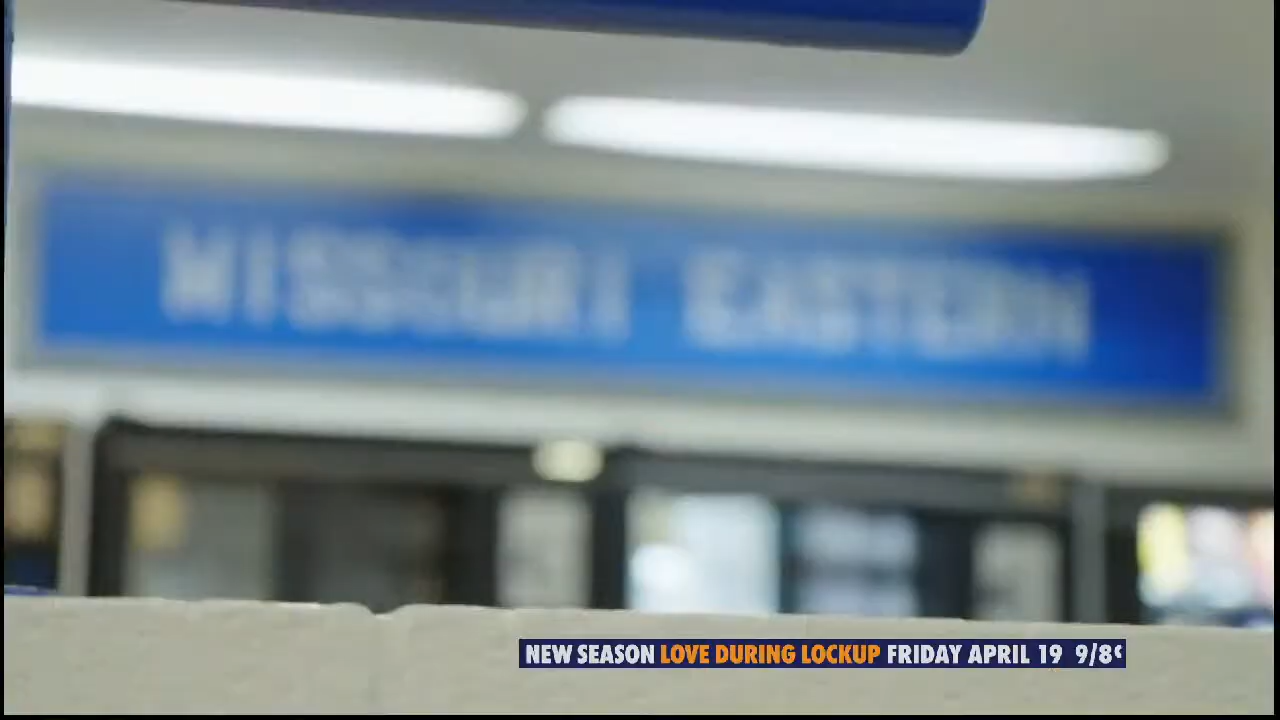 MISSOURI EASTERN
NEW SEASON LOVE DURING LOCKUP FRIDAY APRIL 19 9/8c